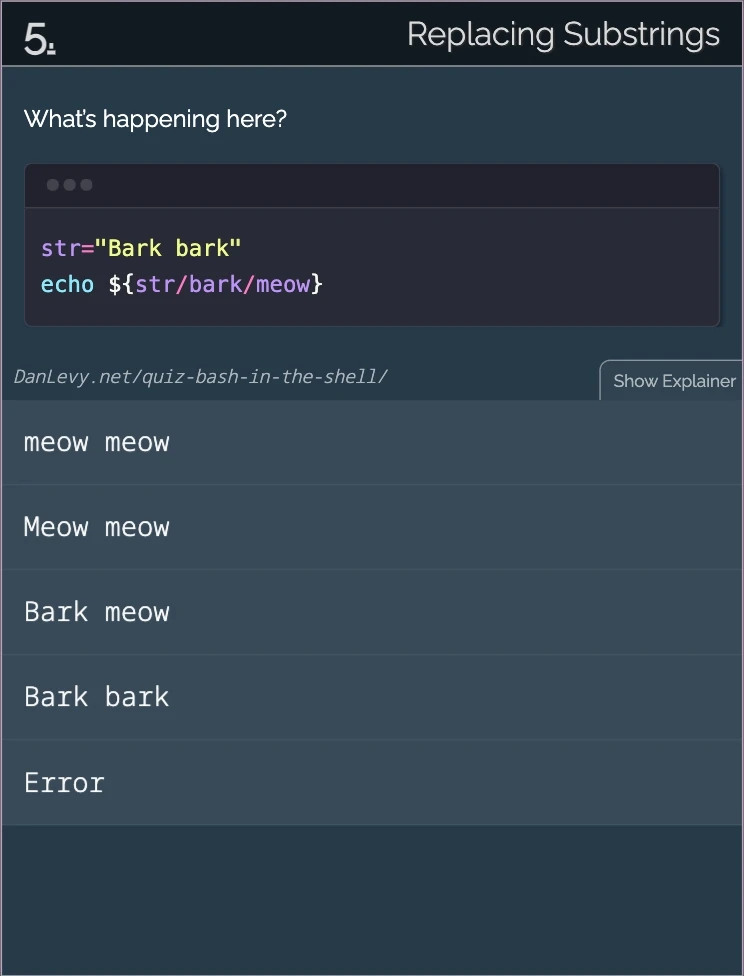 5.
Replacing Substrings
What's happening here?
str="Bark bark"
echo ${str/bark/meow}
DanLevy.net/quiz-bash-in-the-shell/
Show Explainer
meow meow
Meow meow
Bark meow
Bark bark
Error